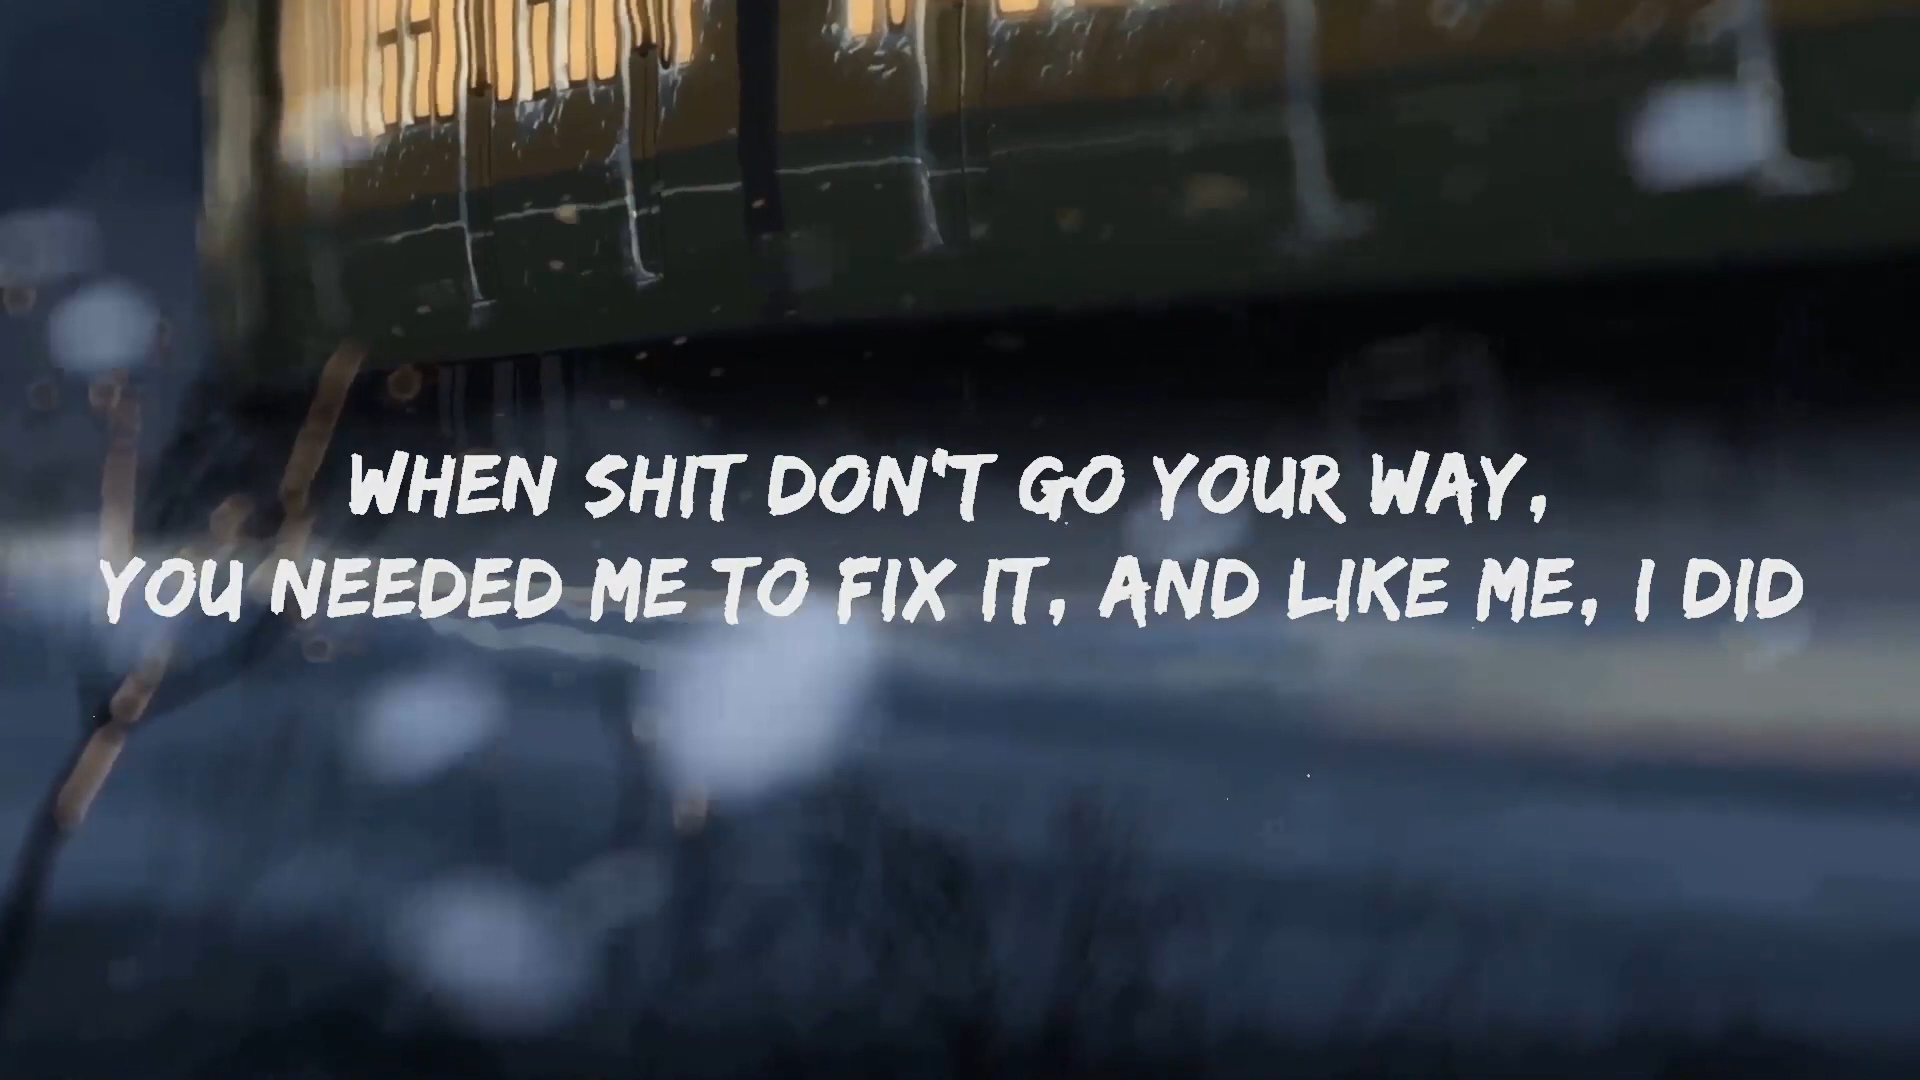 WHEN SHIT DON'T GO YOUR WAY,
YOU NEEDED ME TO FIX IT, AND LIKE ME, I DID